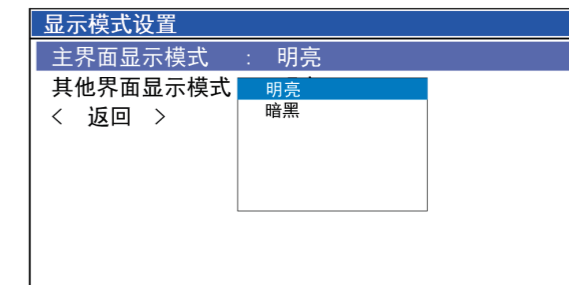 显示模式设置
主界面显示模式 : 明亮
其他界面显示模式
明亮
暗黑
< 返回 >